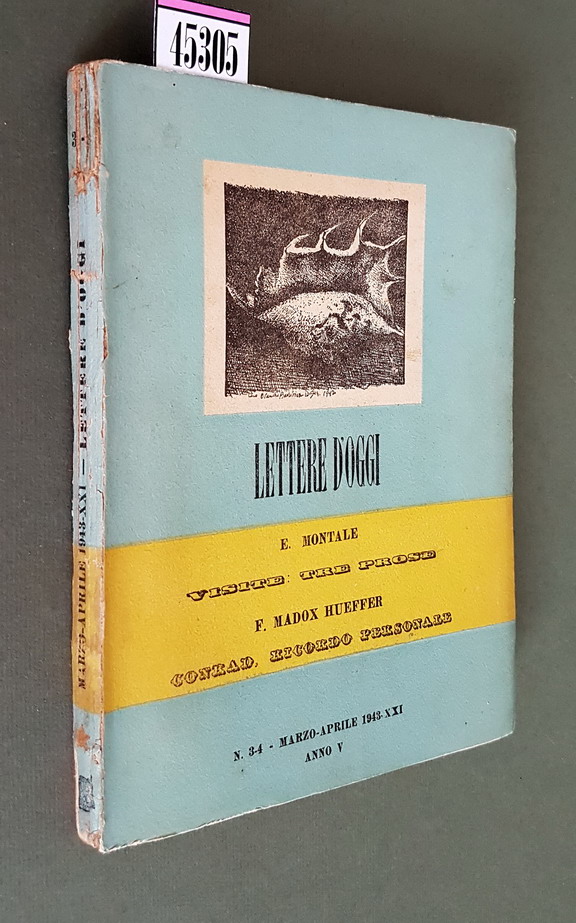 45305
LETTERE D'OGGI
E. MONTALE
VISITE: TRE PROSE
F. MADOX HUEFFER
CONRAD, RICORDO PERSONALE
N. 3-4 - MARZO-APRILE 1943-XXI
ANNO V
MARZO-APRILE 1943-XXI - LETTERE D'OGGI